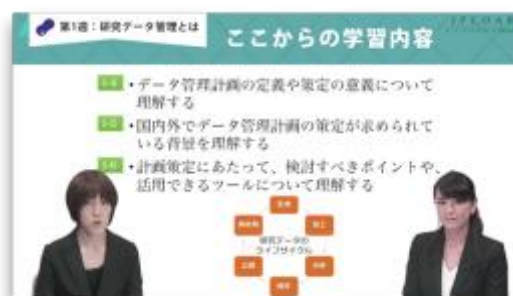 第1週：研究データ管理とは
ここからの学習内容
・データ管理計画の定義や策定の意義について
理解する
・国内外でデータ管理計画の策定が求められて
いる背景を理解する
・計画策定にあたって、検討すべきポイントや、
活用できるツールについて理解する
研究データの
ライフサイクル